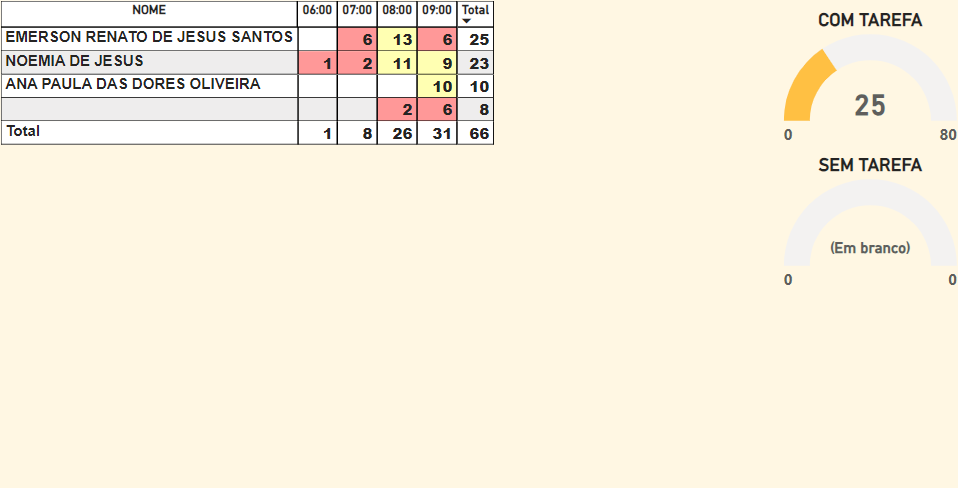 NOME 06:00 07:00 08:00 09:00 Total
EMERSON RENATO DE JESUS SANTOS 6 13 6 25
NOEMIA DE JESUS 1 2 11 9 23
ANA PAULA DAS DORES OLIVEIRA 10 10
2 6 8
Total 1 8 26 31 66
COM TAREFA
25
0 80
SEM TAREFA
(Em branco)
0 0